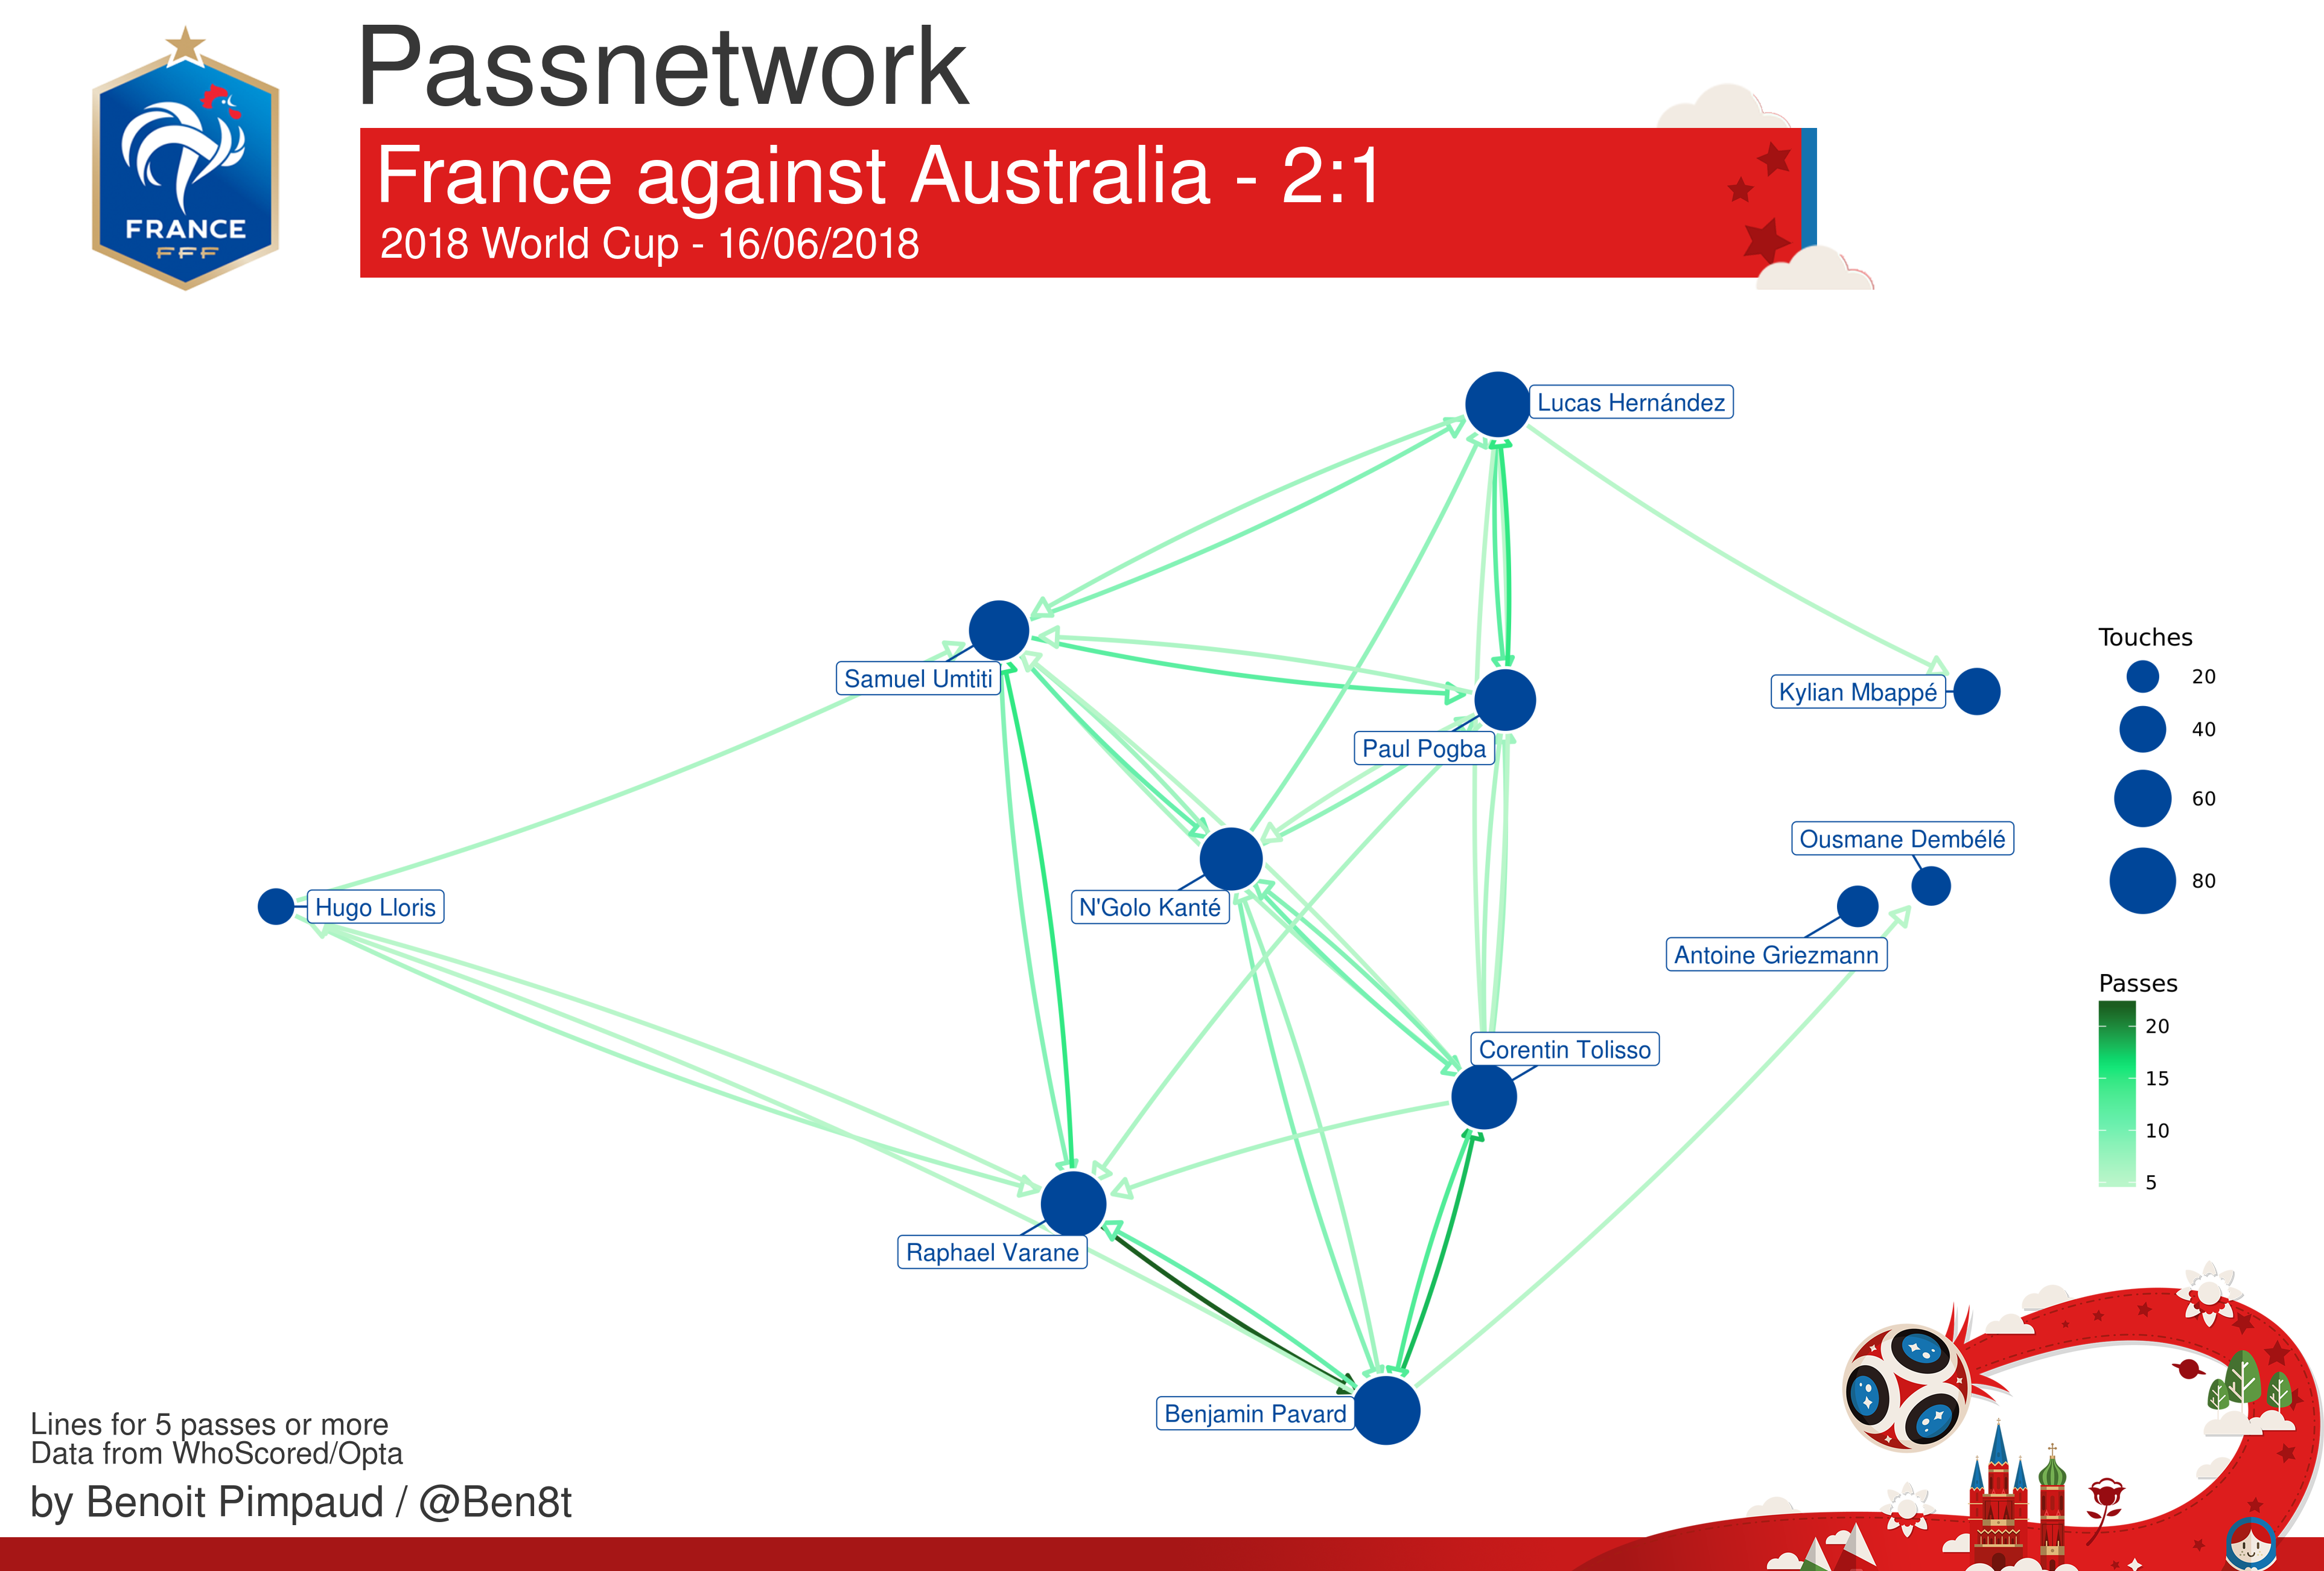 Passnetwork
France against Australia - 2:1
2018 World Cup - 16/06/2018
FRANCE
FFF
Lucas Hernández
Samuel Umtiti
Kylian Mbappé
Paul Pogba
Ousmane Dembélé
Hugo Lloris
N'Golo Kanté
Antoine Griezmann
Corentin Tolisso
Raphael Varane
Benjamin Pavard
Touches
20
40
60
80
Passes
20
15
10
5
Lines for 5 passes or more
Data from WhoScored/Opta
by Benoit Pimpaud / @Ben8t